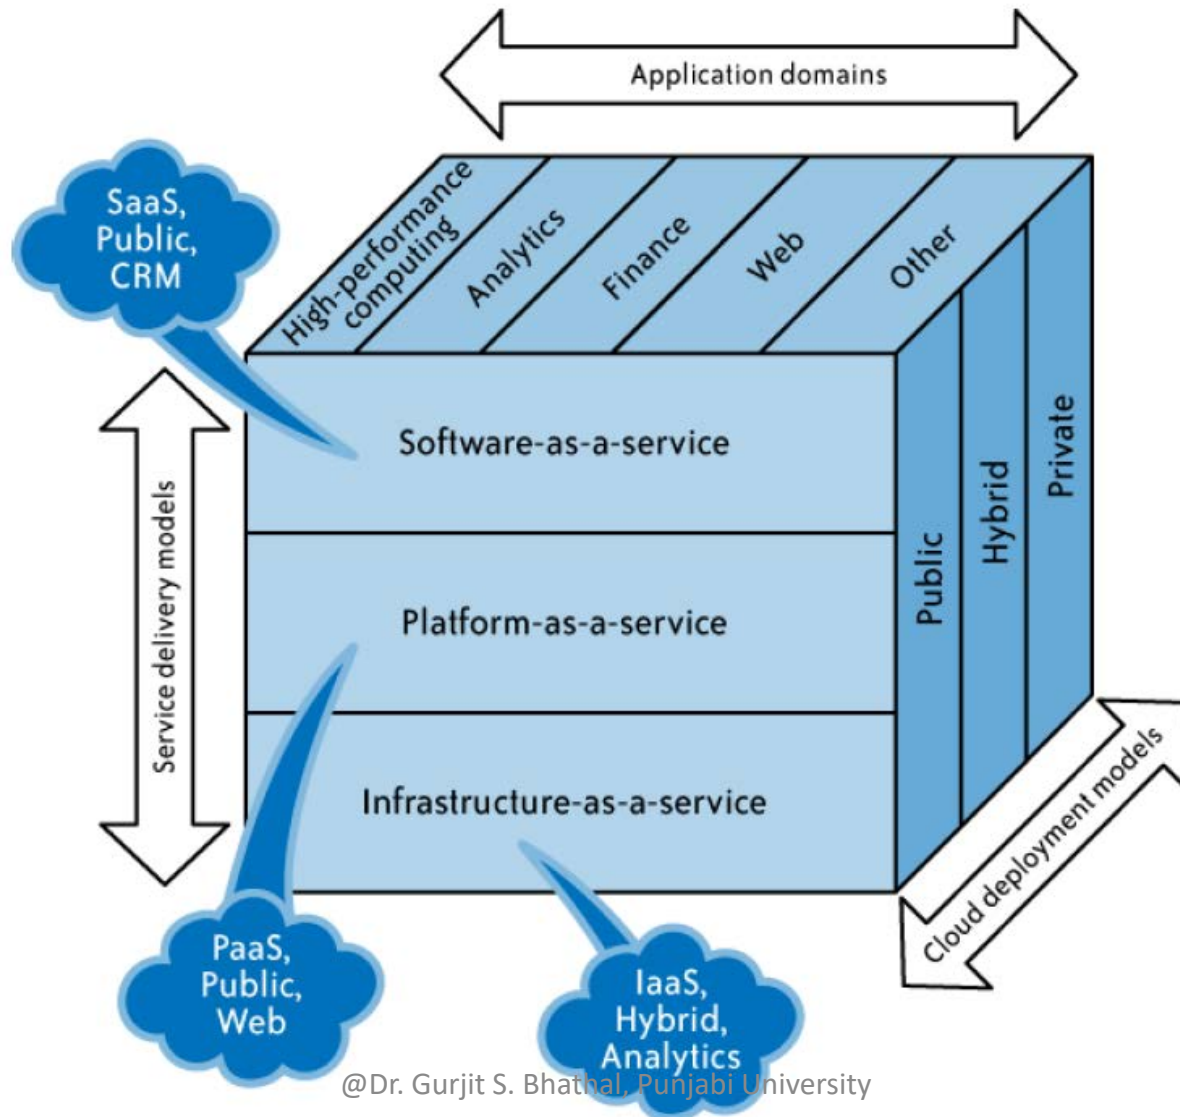 Application domains
SaaS,
Public,
CRM
High-performance
computing
Analytics
Finance
Web
Other
Service delivery models
Software-as-a-service
Platform-as-a-service
Infrastructure-as-a-service
Public
Hybrid
Private
Cloud deployment models
PaaS,
Public,
Web
IaaS,
Hybrid,
Analytics
@Dr. Gurjit S. Bhathal, Punjabi University